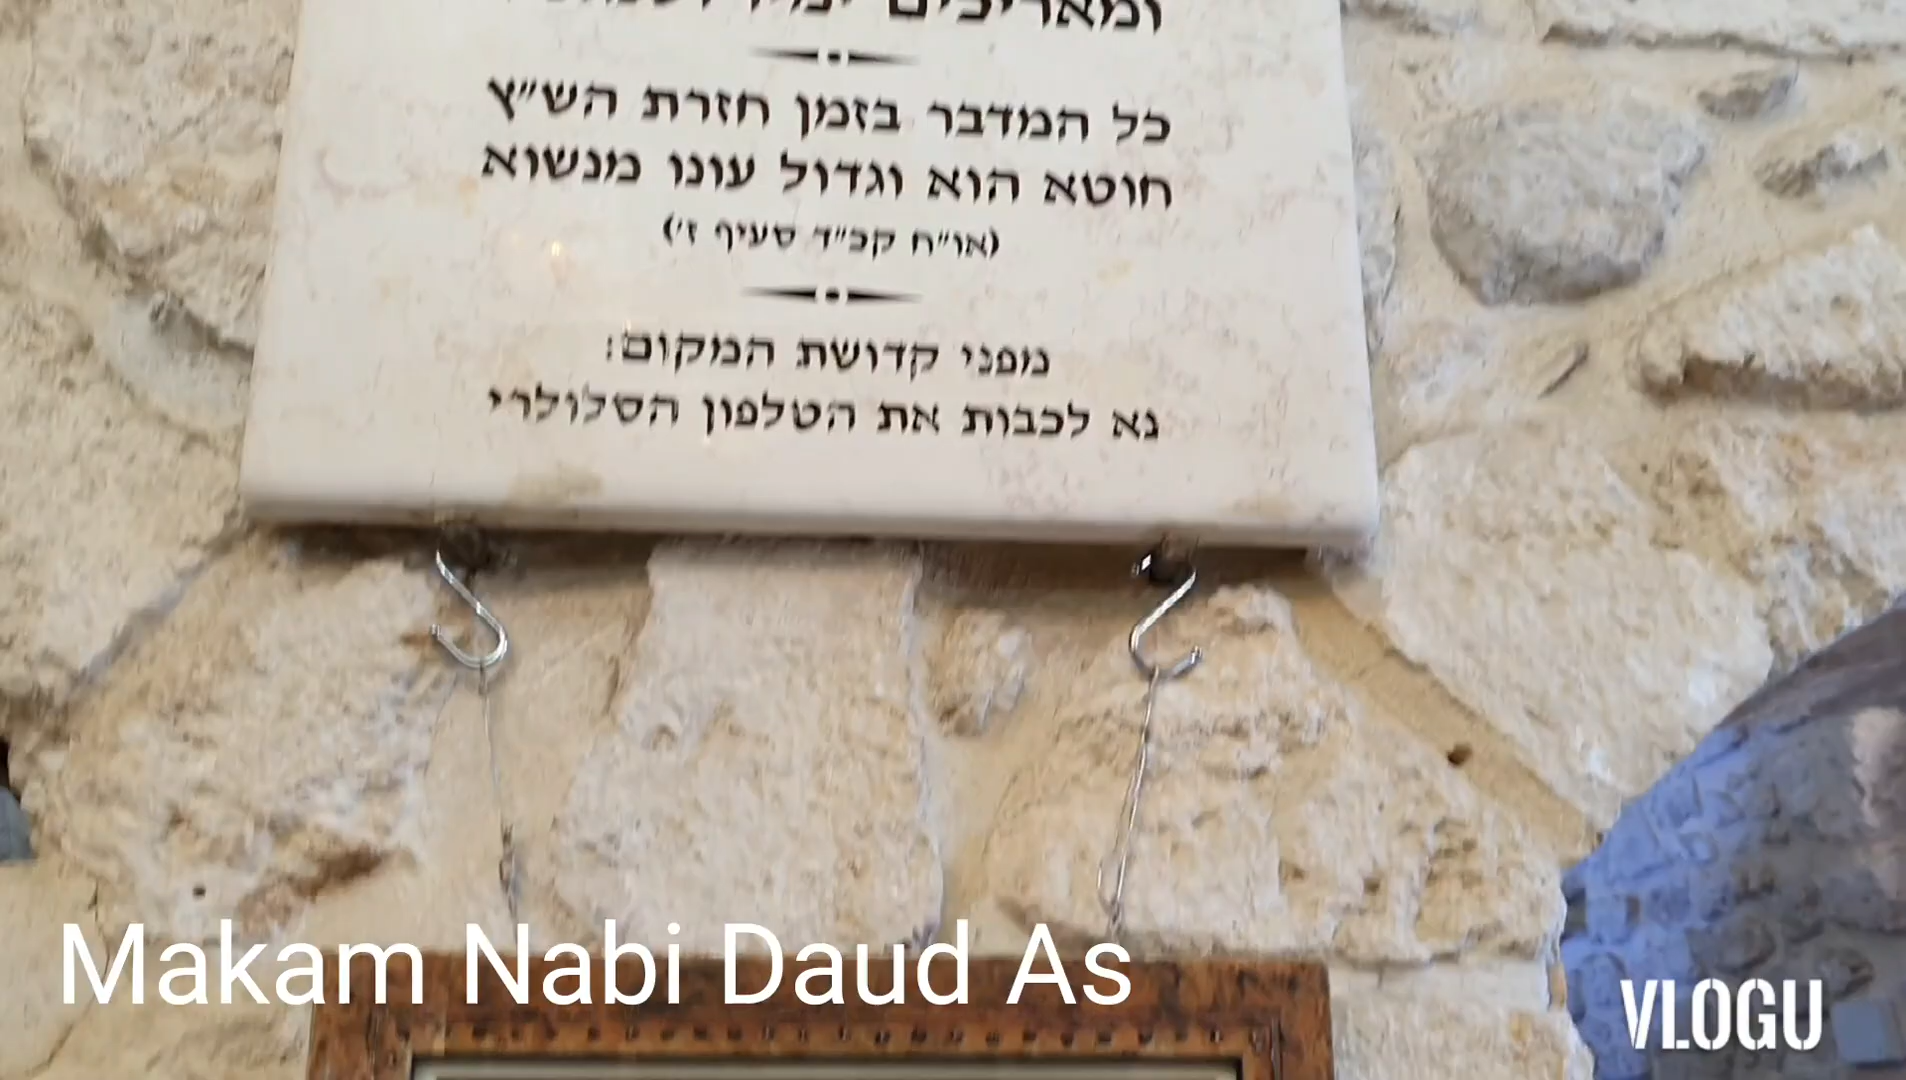 ומאריכים
כל המדבר בזמן חזרת הש״ץ
חוטא הוא וגדול עונו מנשוא
(או״ח קכ״ד סעיף ז׳)
מפני קדושת המקום:
נא לכבות את הטלפון הסלולרי
Makam Nabi Daud As
VLOGU